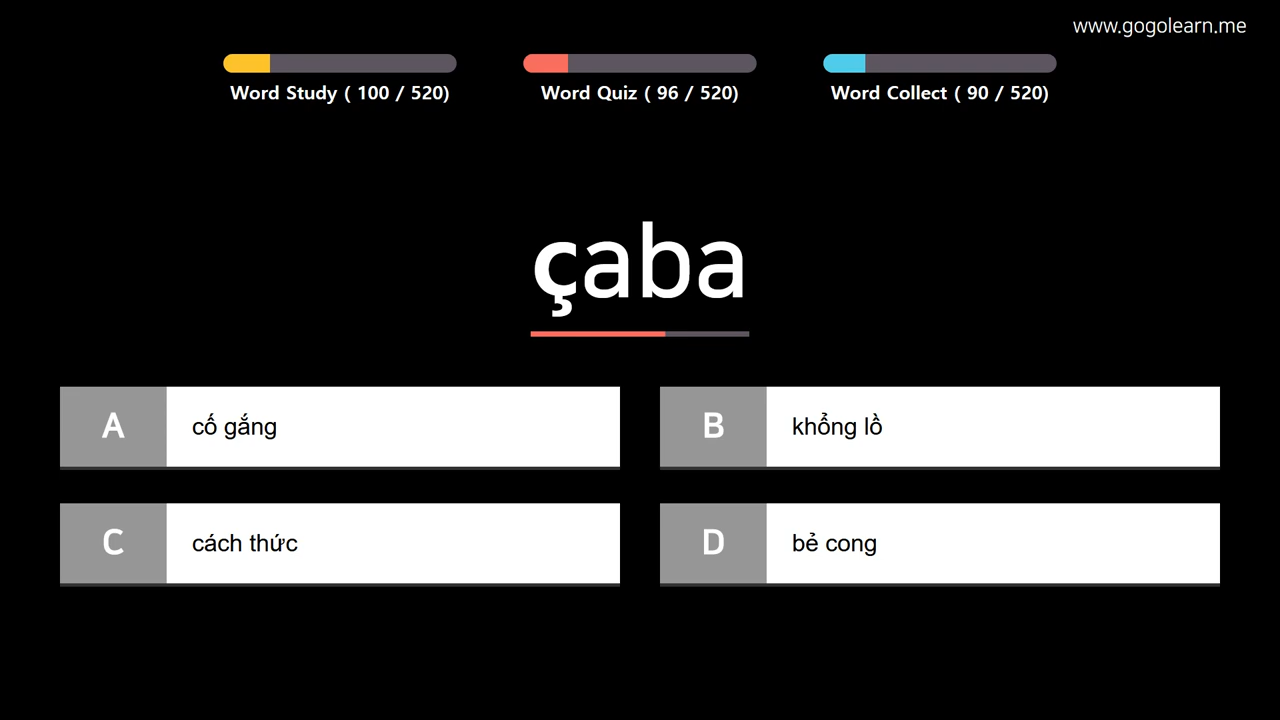 www.gogolearn.me
Word Study ( 100 / 520)
Word Quiz ( 96 / 520)
Word Collect ( 90 / 520)
çaba
A cố gắng
B khổng lồ
C cách thức
D bẻ cong